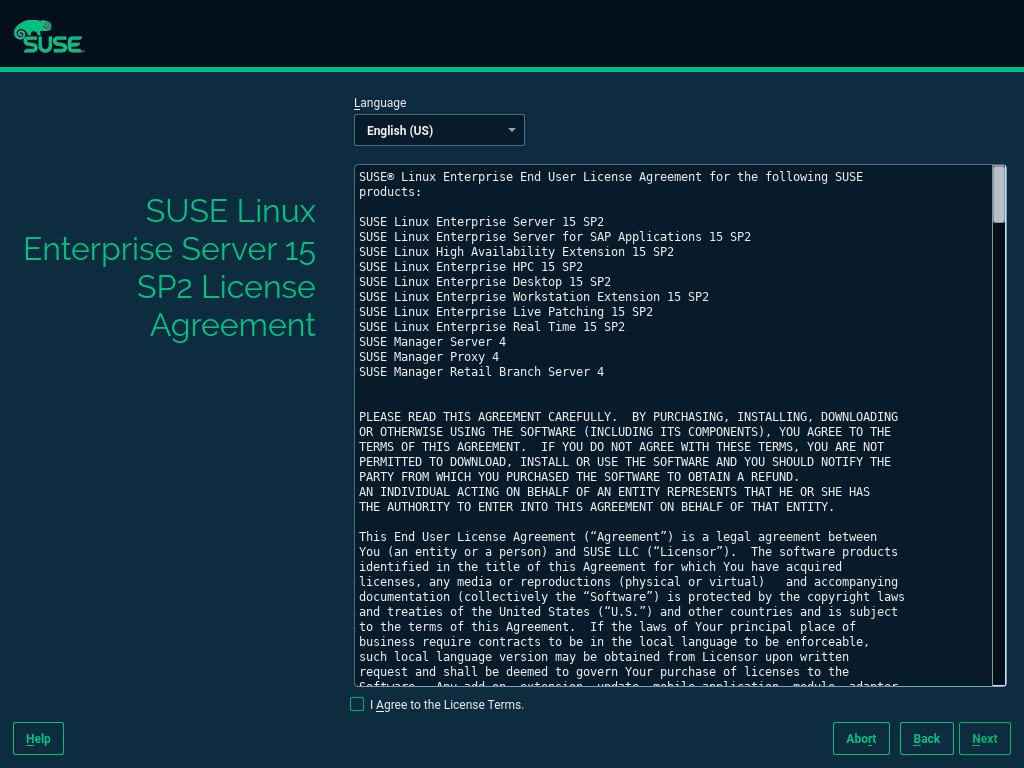 SUSE
Language
English (US)
SUSE Linux
Enterprise Server 15
SP2 License
Agreement
SUSE® Linux Enterprise End User License Agreement for the following SUSE
products:
SUSE Linux Enterprise Server 15 SP2
SUSE Linux Enterprise Server for SAP Applications 15 SP2
SUSE Linux High Availability Extension 15 SP2
SUSE Linux Enterprise HPC 15 SP2
SUSE Linux Enterprise Desktop 15 SP2
SUSE Linux Enterprise Workstation Extension 15 SP2
SUSE Linux Enterprise Live Patching 15 SP2
SUSE Linux Enterprise Real Time 15 SP2
SUSE Manager Server 4
SUSE Manager Proxy 4
SUSE Manager Retail Branch Server 4
PLEASE READ THIS AGREEMENT CAREFULLY.  BY PURCHASING, INSTALLING, DOWNLOADING
OR OTHERWISE USING THE SOFTWARE (INCLUDING ITS COMPONENTS), YOU AGREE TO THE
TERMS OF THIS AGREEMENT.  IF YOU DO NOT AGREE WITH THESE TERMS, YOU ARE NOT
PERMITTED TO DOWNLOAD, INSTALL OR USE THE SOFTWARE AND YOU SHOULD NOTIFY THE
PARTY FROM WHICH YOU PURCHASED THE SOFTWARE TO OBTAIN A REFUND.
AN INDIVIDUAL ACTING ON BEHALF OF AN ENTITY REPRESENTS THAT HE OR SHE HAS
THE AUTHORITY TO ENTER INTO THIS AGREEMENT ON BEHALF OF THAT ENTITY.
This End User License Agreement (“Agreement”) is a legal agreement between
You (an entity or a person) and SUSE LLC (“Licensor”).  The software products
identified in the title of this Agreement for which You have acquired
licenses, any media or reproductions (physical or virtual)   and accompanying
documentation (collectively the “Software”) is protected by the copyright laws
and treaties of the United States (“U.S.”) and other countries and is subject
to the terms of this Agreement.  If the laws of Your principal place of
business require contracts to be in the local language to be enforceable,
such local language version may be obtained from Licensor upon written
request and shall be deemed to govern Your purchase of licenses to the
Software.  Any add-on, extension, update, mobile application, module, adapter
I Agree to the License Terms.
Help
Abort
Back
Next